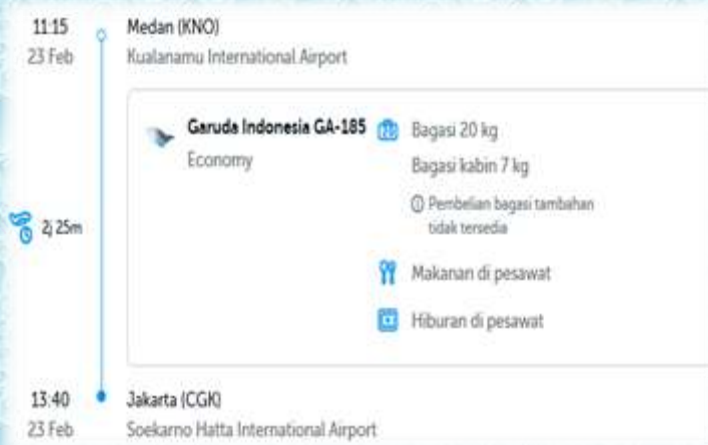 11:15 Medan (KNO)
23 Feb Kualanamu International Airport
Garuda Indonesia GA-185
Economy
Bagasi 20 kg
Bagasi kabin 7 kg
Pembelian bagasi tambahan
tidak tersedia
2j 25m
Makanan di pesawat
Hiburan di pesawat
13:40 Jakarta (CGK)
23 Feb Soekarno Hatta International Airport